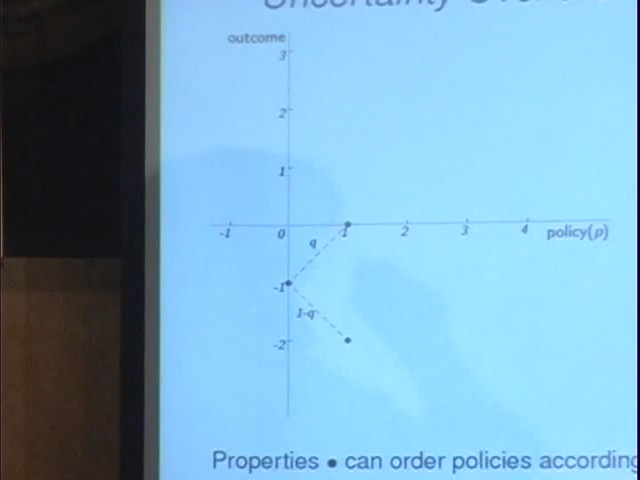 Uncertainty
outcome
3
2
1
-1 0 1 2 3 4 policy(p)
q
-1
1-q
-2
Properties • can order policies according